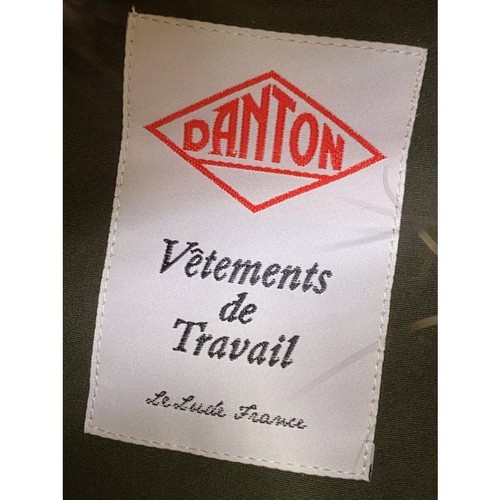 DANTON
Vêtements
de
Travail
Le Lude France